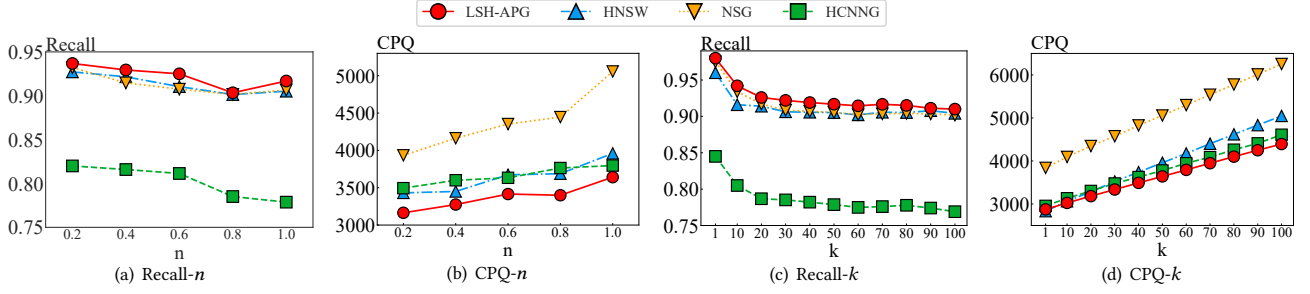 LSH-APG HNSW NSG HCNNG
Recall
0.95
0.90
0.85
0.80
0.75
0.2 0.4 0.6 0.8 1.0
n
(a) Recall-n
CPQ
5000
4500
4000
3500
3000
0.2 0.4 0.6 0.8 1.0
n
(b) CPQ-n
Recall
0.95
0.90
0.85
0.80
0.75
1 10 20 30 40 50 60 70 80 90 100
k
(c) Recall-k
CPQ
6000
5000
4000
3000
1 10 20 30 40 50 60 70 80 90 100
k
(d) CPQ-k